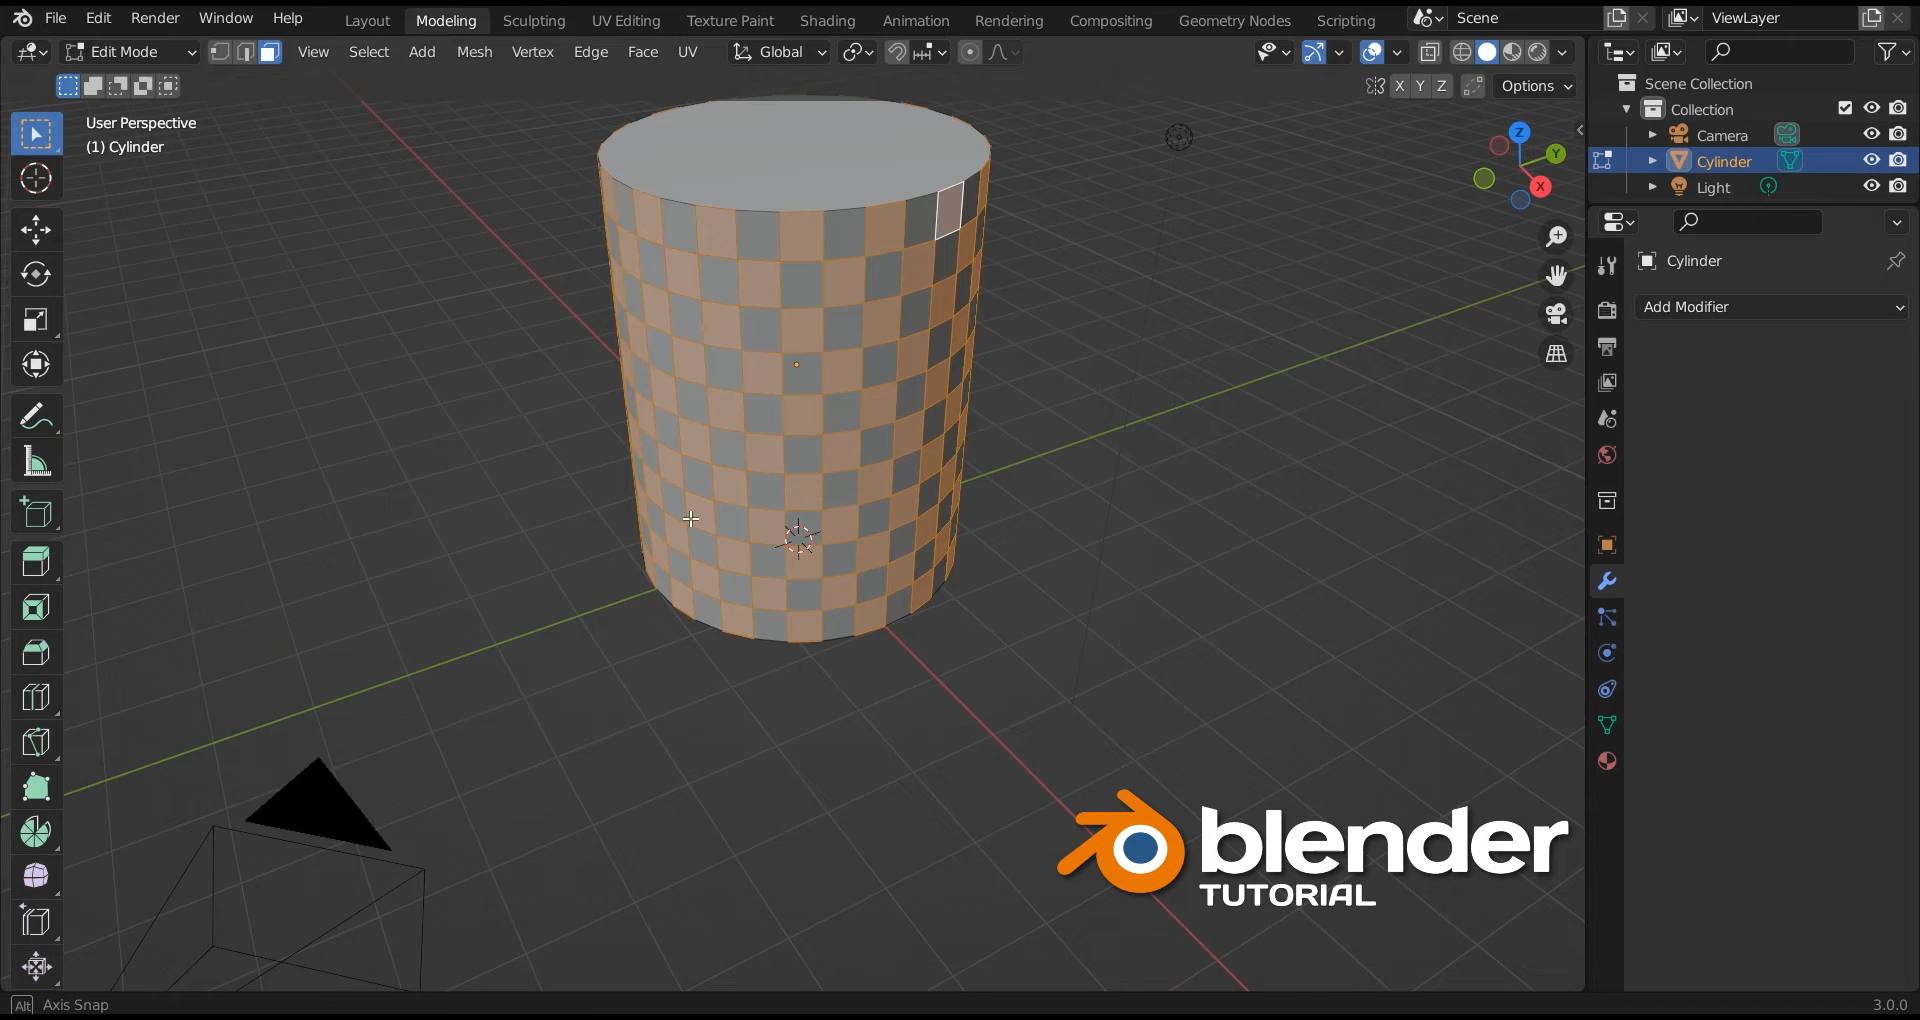 File Edit Render Window Help Layout Modeling Sculpting UV Editing Texture Paint Shading Animation Rendering Compositing Geometry Nodes Scripting Scene ViewLayer
Edit Mode View Select Add Mesh Vertex Edge Face UV Global
X Y Z Options
Scene Collection
Collection
Camera
Cylinder
Light
User Perspective
(1) Cylinder
Z
Y
X
Cylinder
Add Modifier
blender
TUTORIAL
Alt Axis Snap
3.0.0